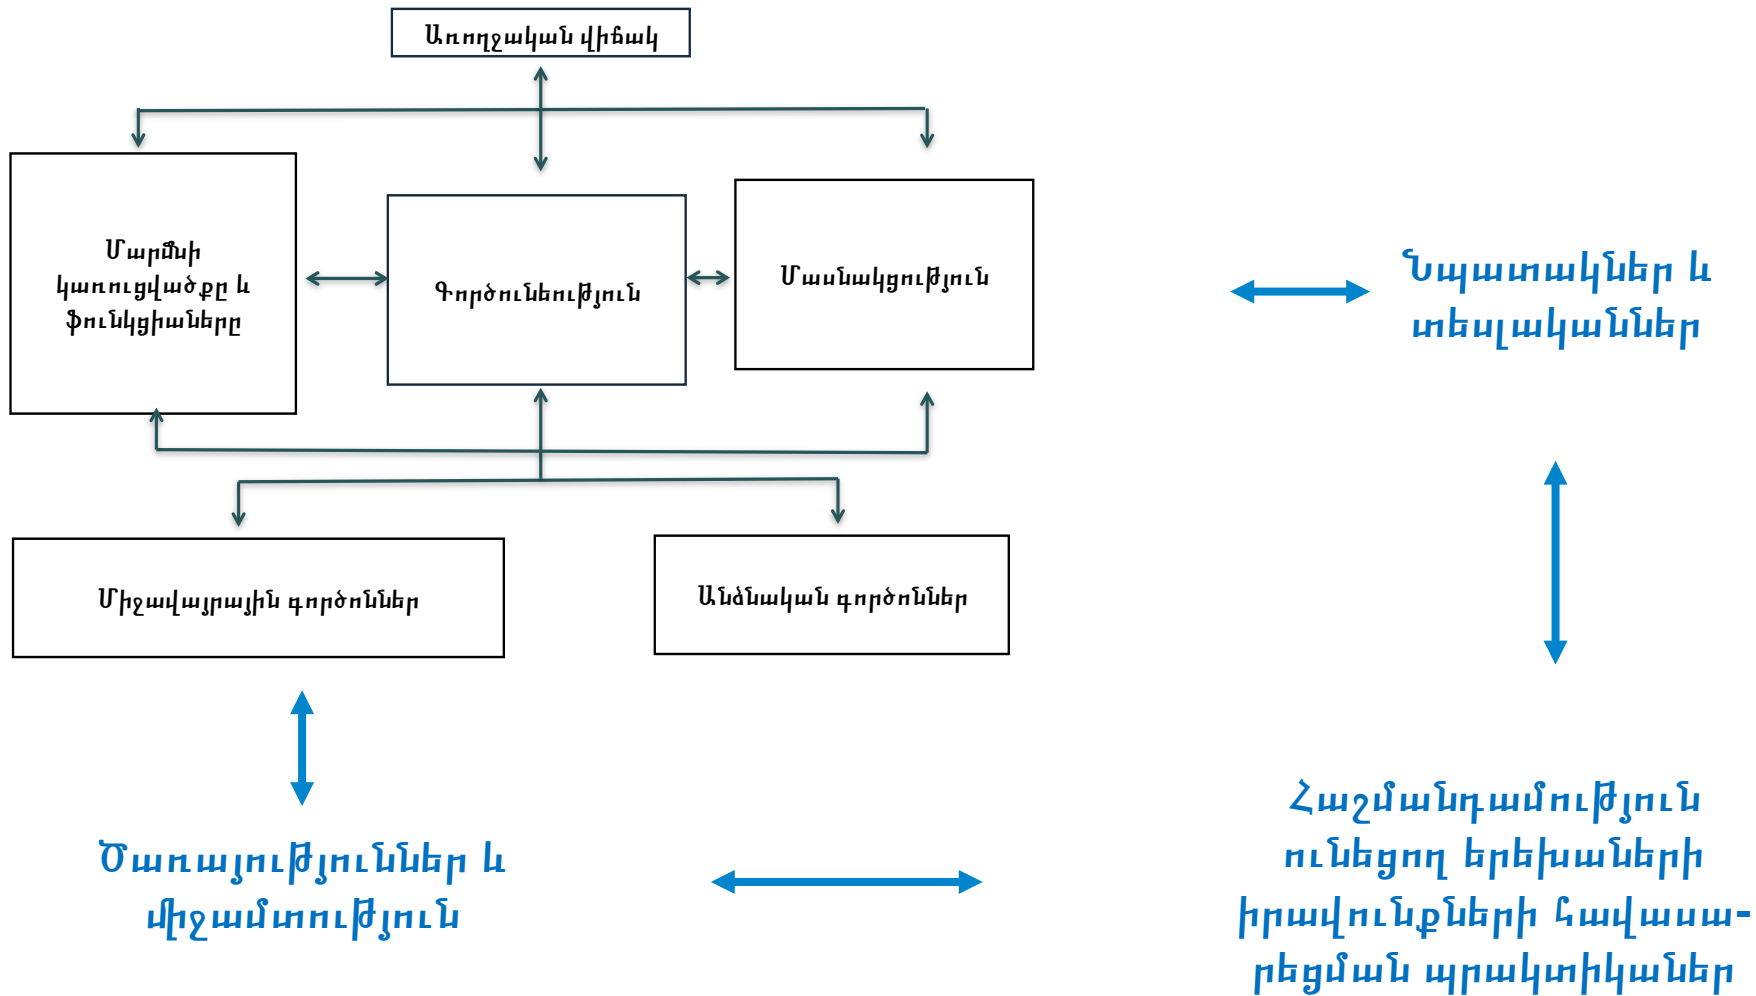 Առողջական վիճակ
Մարմնի
կառուցվածքը և
ֆունկցիաները
Գործունեություն
Մասնակցություն
Նպատակներ և
տեսլականներ
Միջավայրային գործոններ
Անձնական գործոններ
Ծառայություններ և
միջամտություն
Հաշմանդամություն
ունեցող երեխաների
իրավունքների հավասա-
րեցման պրակտիկաներ